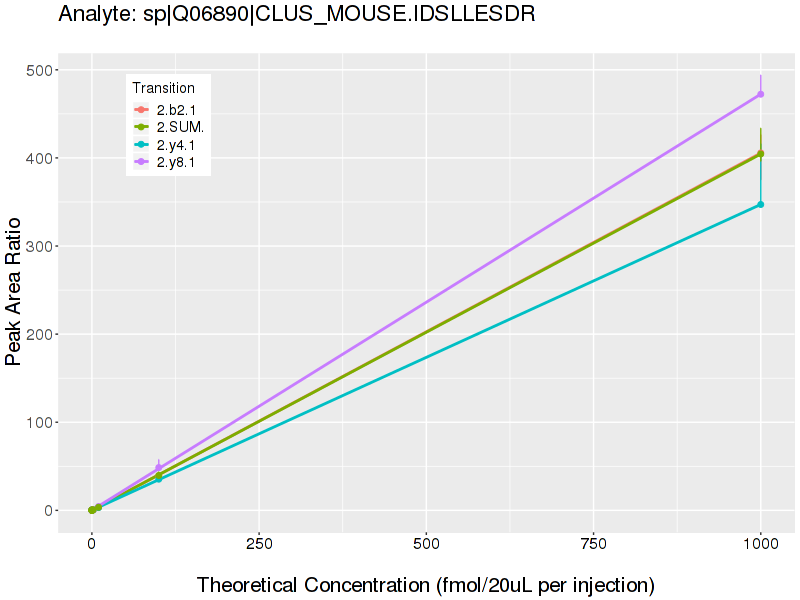 Analyte: sp|Q06890|CLUS_MOUSE.IDSLLESDR
Transition
2.b2.1
2.SUM.
2.y4.1
2.y8.1
Peak Area Ratio
500
400
300
200
100
0
0 250 500 750 1000
Theoretical Concentration (fmol/20uL per injection)